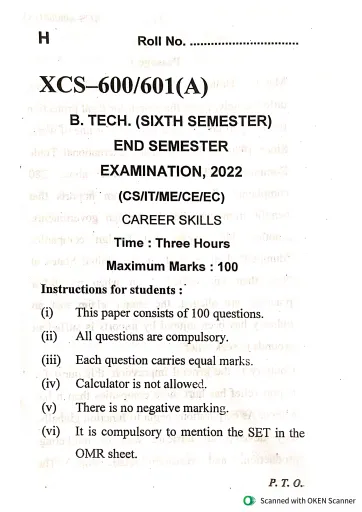 H
Roll No. ...............................
XCS–600/601(A)
B. TECH. (SIXTH SEMESTER)
END SEMESTER
EXAMINATION, 2022
(CS/IT/ME/CE/EC)
CAREER SKILLS
Time : Three Hours
Maximum Marks : 100
Instructions for students :
(i) This paper consists of 100 questions.
(ii) All questions are compulsory.
(iii) Each question carries equal marks.
(iv) Calculator is not allowed.
(v) There is no negative marking.
(vi) It is compulsory to mention the SET in the
OMR sheet.
P. T. O.
Scanned with OKEN Scanner